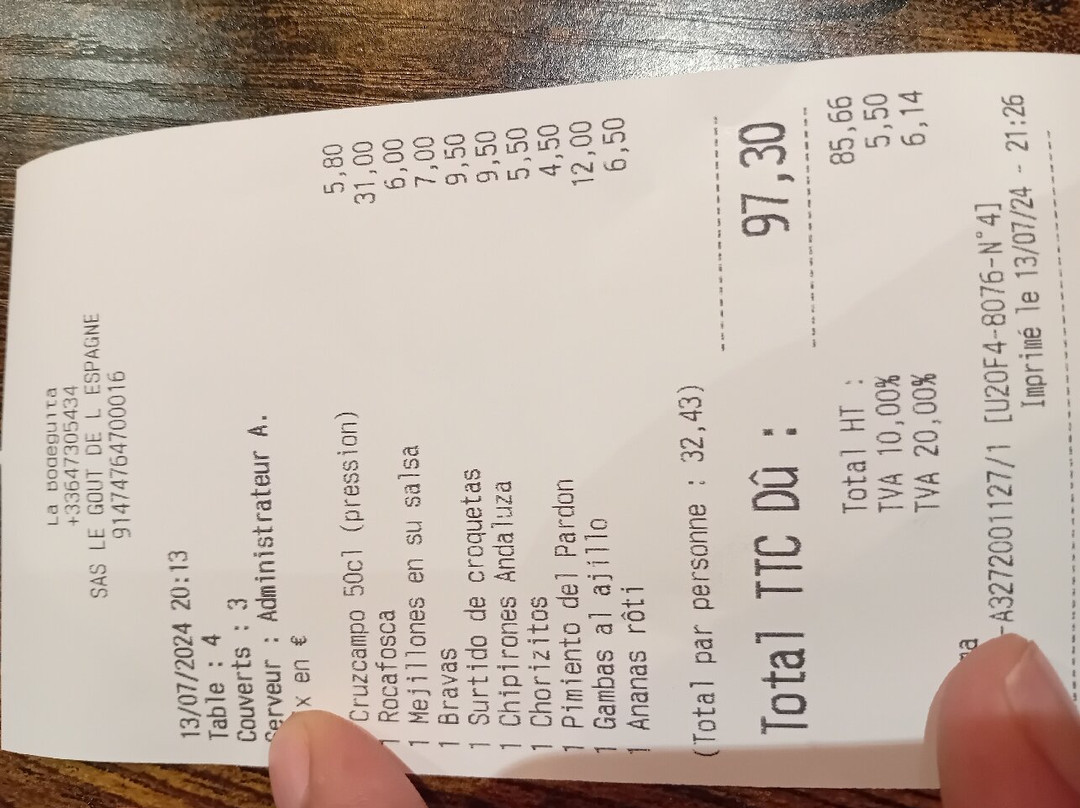 La Bodeguita
+33647305434
SAS LE GOUT DE L ESPAGNE
91474764700016
13/07/2024 20:13
Table : 4
Couverts : 3
Serveur : Administrateur A.
x en €
Cruzcampo 50cl (pression) 5,80
1 Rocafosca 31,00
1 Mejillones en su salsa 6,00
1 Bravas 7,00
1 Surtido de croquetas 9,50
1 Chipirones Andaluza 9,50
1 Chorizitos 5,50
1 Pimiento del Pardon 4,50
1 Gambas al ajillo 12,00
1 Ananas rôti 6,50
(Total par personne : 32,43)
Total TTC Dû : 97,30
Total HT : 85,66
TVA 10,00% 5,50
TVA 20,00% 6,14
na
-A3272001127/1 [U20F4-8076-N°4]
Imprimé le 13/07/24 - 21:26